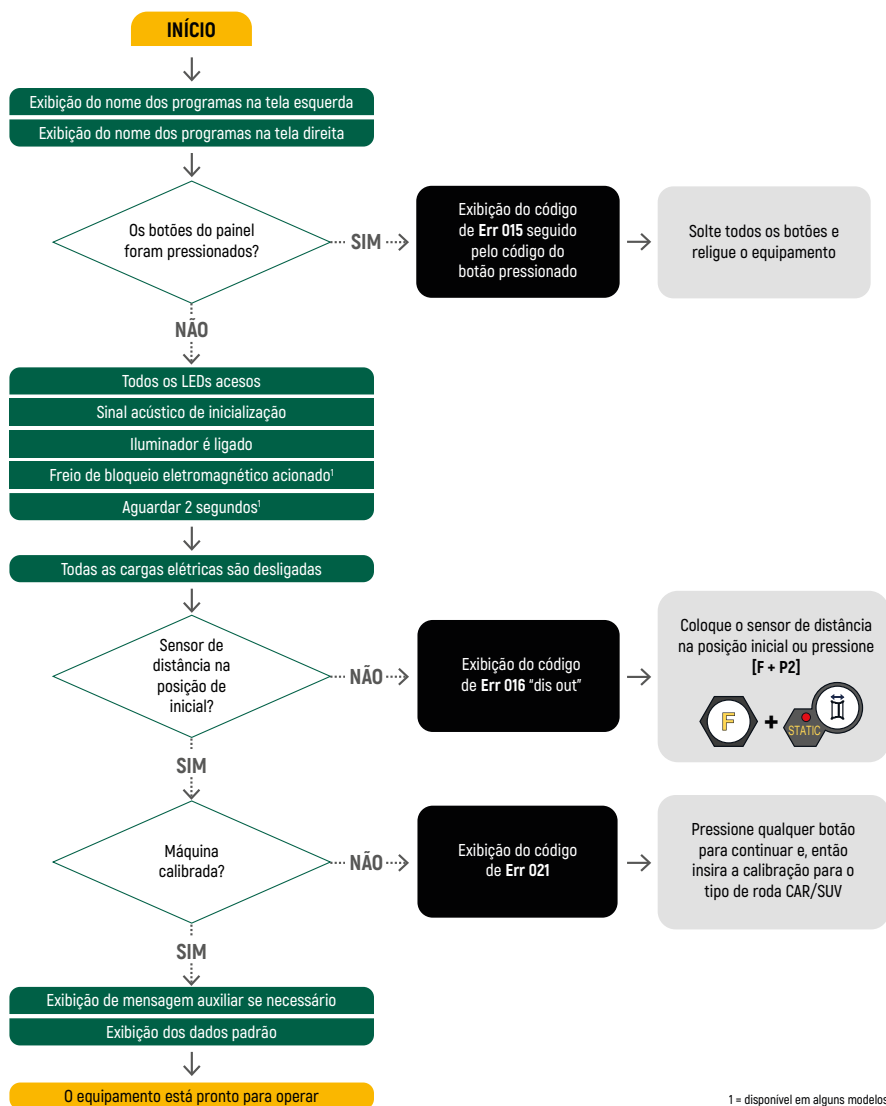 INÍCIO
Exibição do nome dos programas na tela esquerda
Exibição do nome dos programas na tela direita
Os botões do painel
foram pressionados?
SIM
Exibição do código
de Err 015 seguido
pelo código do
botão pressionado
Solte todos os botões e
religue o equipamento
NÃO
Todos os LEDs acesos
Sinal acústico de inicialização
Iluminador é ligado
Freio de bloqueio eletromagnético acionado¹
Aguardar 2 segundos¹
Todas as cargas elétricas são desligadas
Sensor de
distância na
posição de
inicial?
NÃO
Exibição do código
de Err 016 "dis out"
Coloque o sensor de distância
na posição inicial ou pressione
[F + P2]
F + STATIC
SIM
Máquina
calibrada?
NÃO
Exibição do código
de Err 021
Pressione qualquer botão
para continuar e, então
insira a calibração para o
tipo de roda CAR/SUV
SIM
Exibição de mensagem auxiliar se necessário
Exibição dos dados padrão
O equipamento está pronto para operar
1 = disponível em alguns modelos